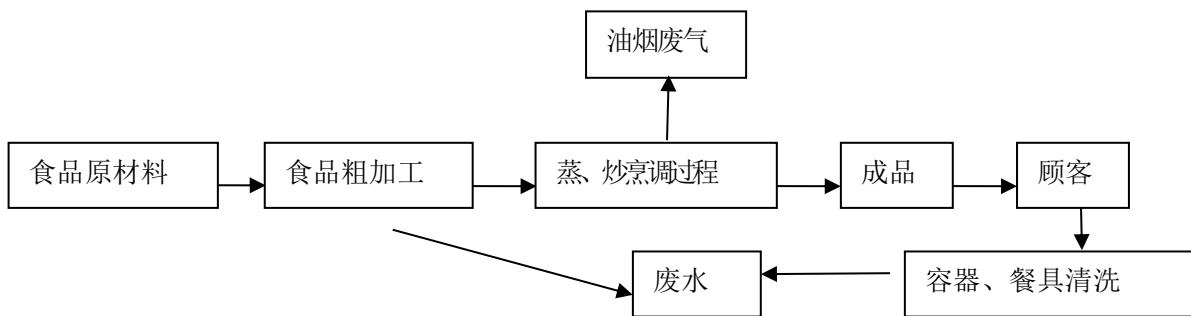 油烟废气
食品原材料
食品粗加工
蒸、炒烹调过程
成品
顾客
废水
容器、餐具清洗